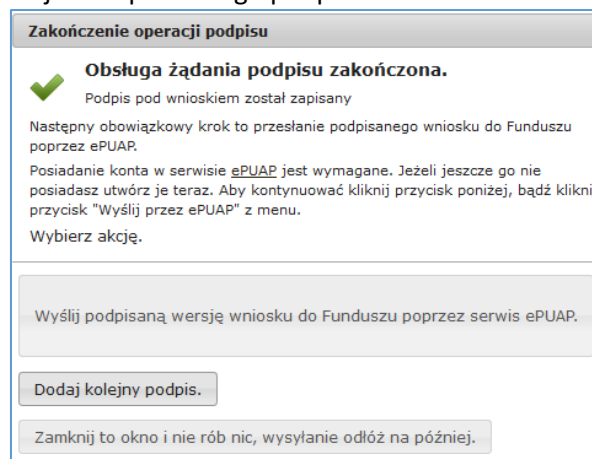 Zakończenie operacji podpisu
Obsługa żądania podpisu zakończona.
Podpis pod wnioskiem został zapisany
Następny obowiązkowy krok to przesłanie podpisanego wniosku do Funduszu
poprzez ePUAP.
Posiadanie konta w serwisie ePUAP jest wymagane. Jeżeli jeszcze go nie
posiadasz utwórz je teraz. Aby kontynuować kliknij przycisk poniżej, bądź klikni
przycisk "Wyślij przez ePUAP" z menu.
Wybierz akcję.
Wyślij podpisaną wersję wniosku do Funduszu poprzez serwis ePUAP.
Dodaj kolejny podpis.
Zamknij to okno i nie rób nic, wysyłanie odłóż na później.